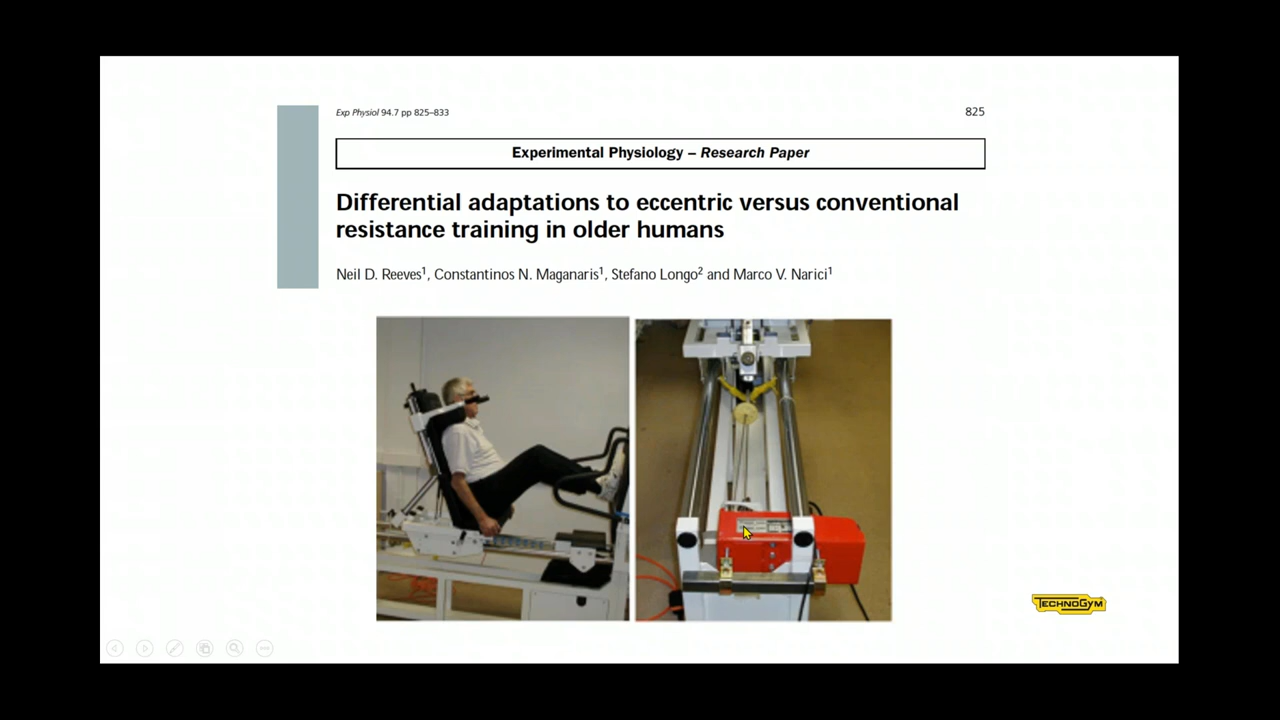 Exp Physiol 94.7 pp 825–833
825
Experimental Physiology – Research Paper
Differential adaptations to eccentric versus conventional
resistance training in older humans
Neil D. Reeves¹, Constantinos N. Maganaris¹, Stefano Longo² and Marco V. Narici¹
TECHNOGYM